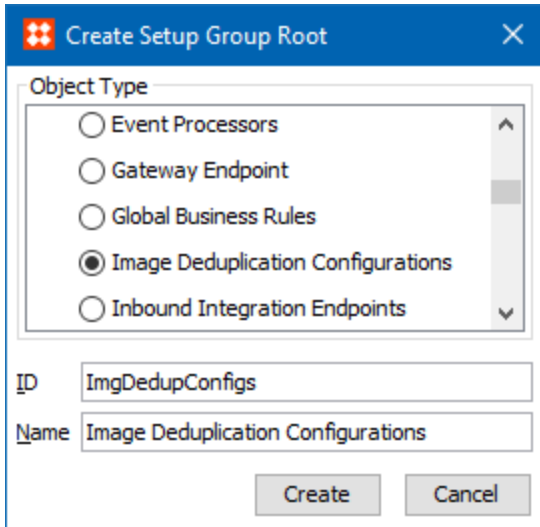 Create Setup Group Root
Object Type
Event Processors
Gateway Endpoint
Global Business Rules
Image Deduplication Configurations
Inbound Integration Endpoints
ID ImgDedupConfigs
Name Image Deduplication Configurations
Create Cancel